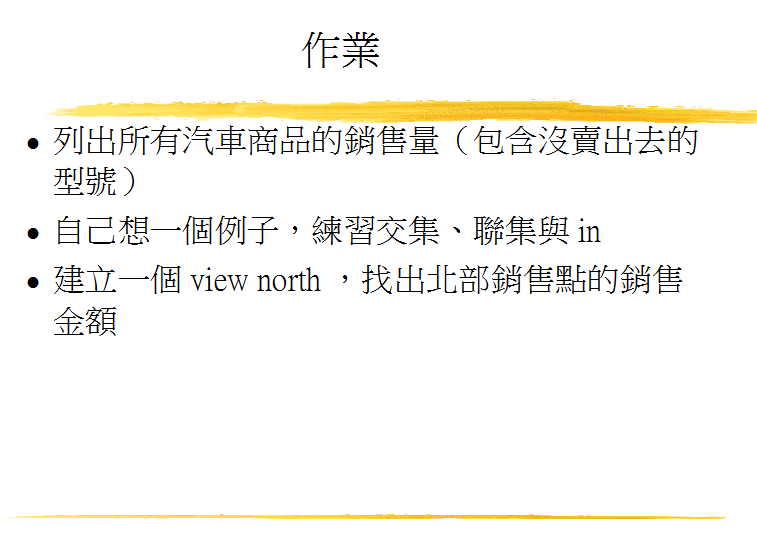 作業
列出所有汽車商品的銷售量（包含沒賣出去的
型號）
自己想一個例子，練習交集、聯集與 in
建立一個 view north ，找出北部銷售點的銷售
金額